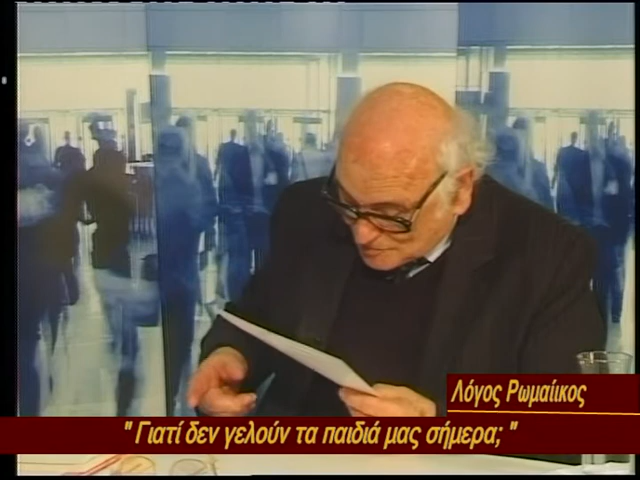 Λόγος Ρωμαίικος
" Γιατί δεν γελούν τα παιδιά μας σήμερα; "